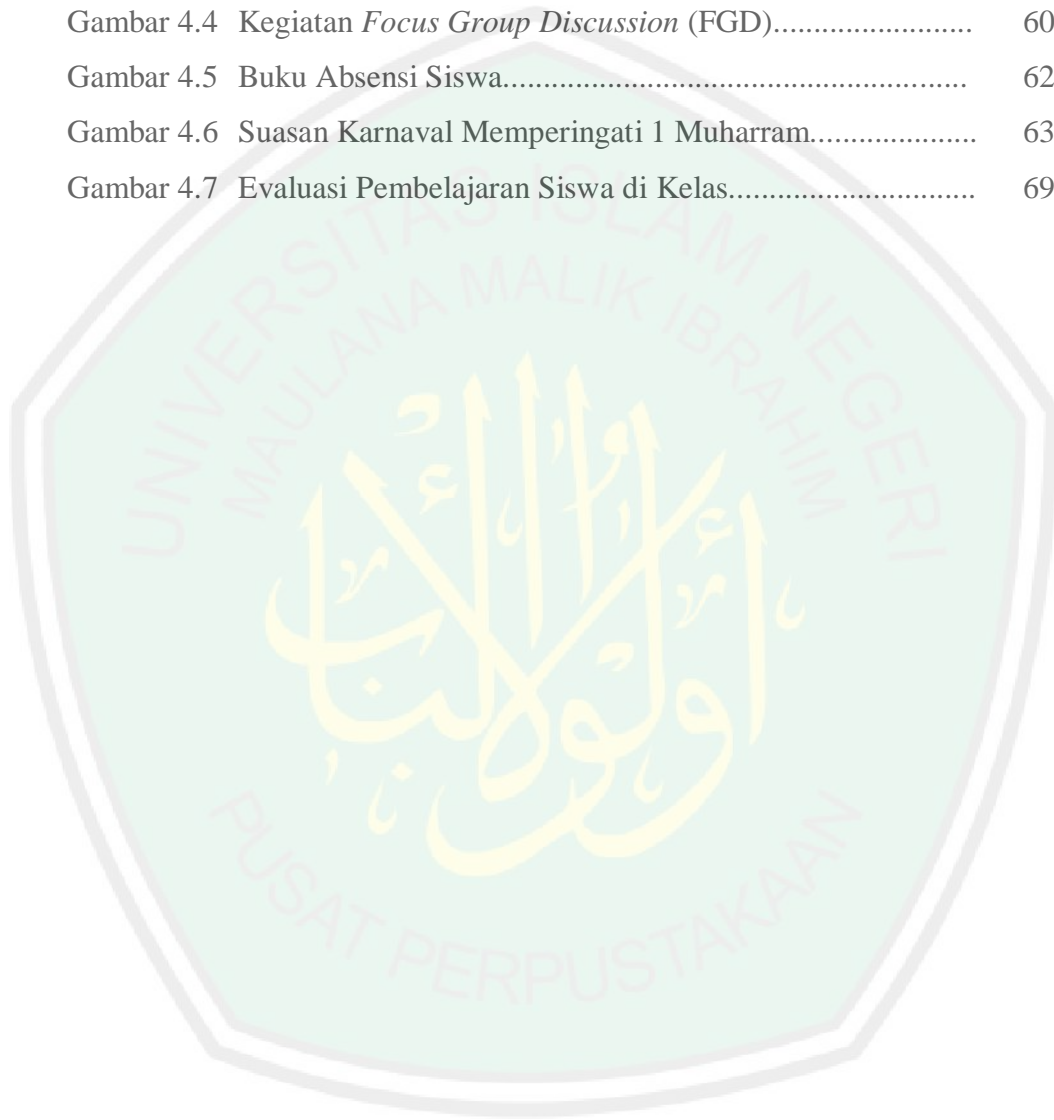 Gambar 4.4 Kegiatan Focus Group Discussion (FGD)........................ 60
Gambar 4.5 Buku Absensi Siswa....................................................... 62
Gambar 4.6 Suasan Karnaval Memperingati 1 Muharram.................... 63
Gambar 4.7 Evaluasi Pembelajaran Siswa di Kelas............................. 69
UNIVERSITAS ISLAM NEGERI
MAULANA MALIK IBRAHIM
أولوا الألباب
PUSAT PERPUSTAKAAN